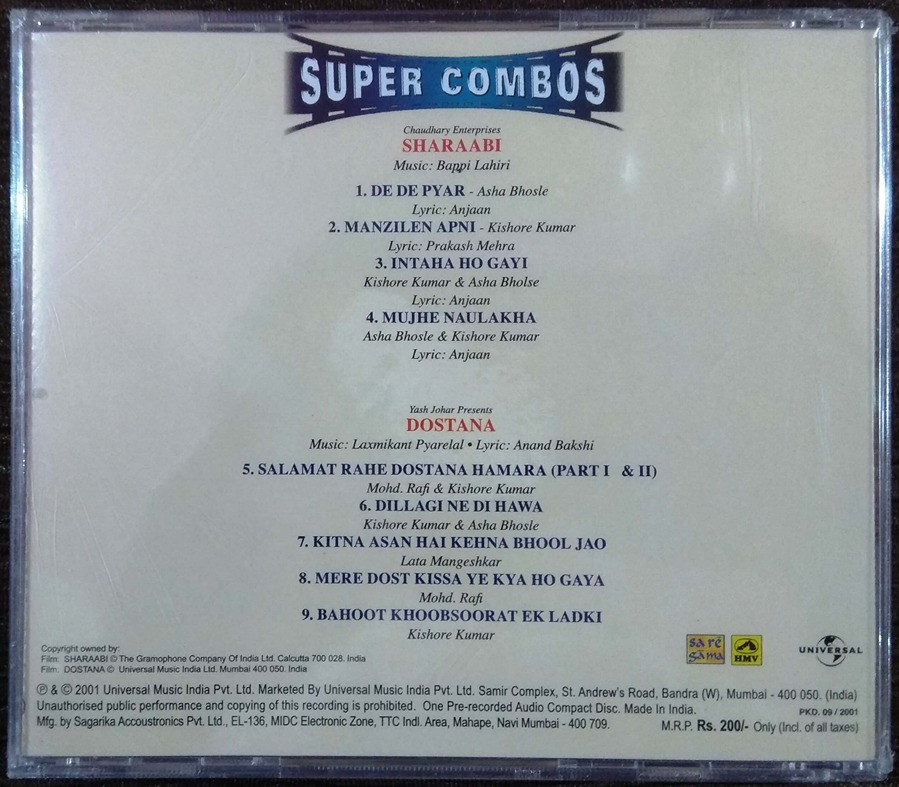 SUPER COMBOS
Chaudhary Enterprises
SHARAABI
Music: Bappi Lahiri
1. DE DE PYAR - Asha Bhosle
Lyric: Anjaan
2. MANZILEN APNI - Kishore Kumar
Lyric: Prakash Mehra
3. INTAHA HO GAYI
Kishore Kumar & Asha Bholse
Lyric: Anjaan
4. MUJHE NAULAKHA
Asha Bhosle & Kishore Kumar
Lyric: Anjaan
Yash Johar Presents
DOSTANA
Music: Laxmikant Pyarelal • Lyric: Anand Bakshi
5. SALAMAT RAHE DOSTANA HAMARA (PART I & II)
Mohd. Rafi & Kishore Kumar
6. DILLAGI NE DI HAWA
Kishore Kumar & Asha Bhosle
7. KITNA ASAN HAI KEHNA BHOOL JAO
Lata Mangeshkar
8. MERE DOST KISSA YE KYA HO GAYA
Mohd. Rafi
9. BAHOOT KHOOBSOORAT EK LADKI
Kishore Kumar
Copyright owned by:
Film: SHARAABI © The Gramophone Company Of India Ltd. Calcutta 700 028. India
Film: DOSTANA © Universal Music India Ltd. Mumbai 400 050. India
sa re
gama
HMV
UNIVERSAL
℗ & © 2001 Universal Music India Pvt. Ltd. Marketed By Universal Music India Pvt. Ltd. Samir Complex, St. Andrew's Road, Bandra (W), Mumbai - 400 050. (India)
Unauthorised public performance and copying of this recording is prohibited. One Pre-recorded Audio Compact Disc. Made In India.
PKD. 09 / 2001
Mfg. by Sagarika Accoustronics Pvt. Ltd., EL-136, MIDC Electronic Zone, TTC Indl. Area, Mahape, Navi Mumbai - 400 709.
M.R.P. Rs. 200/- Only (Incl. of all taxes)